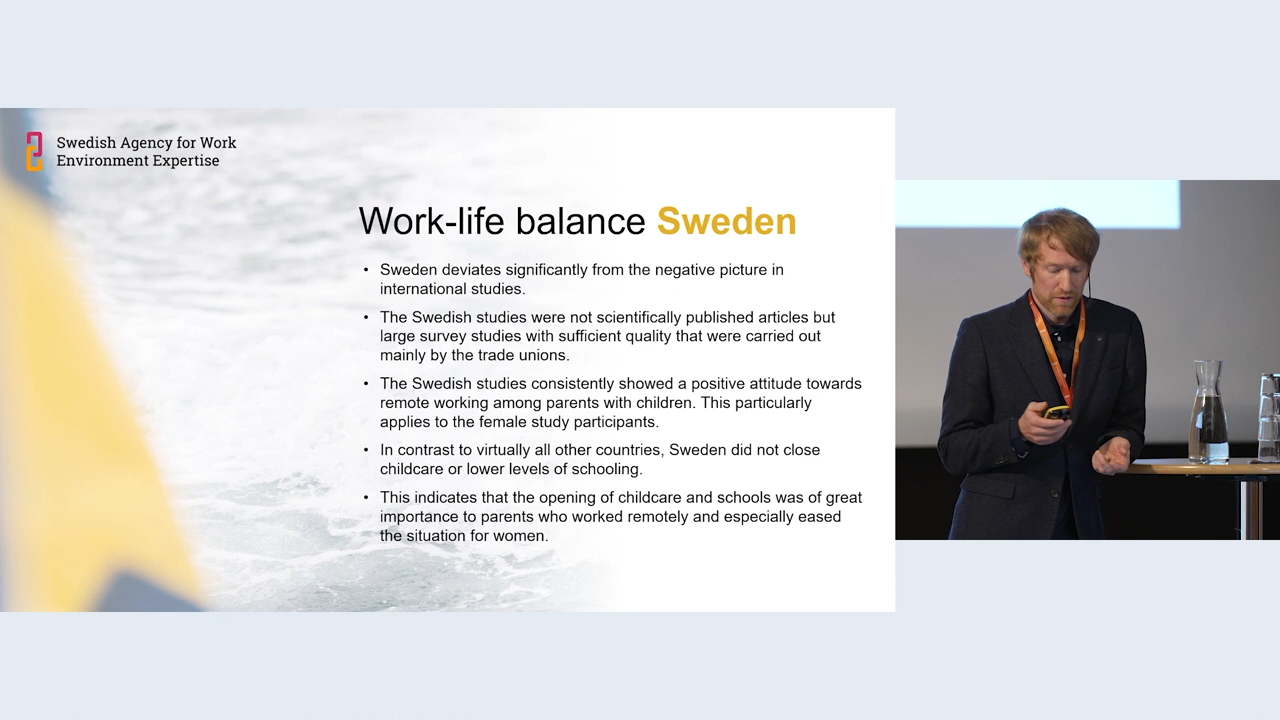 Swedish Agency for Work
Environment Expertise
Work-life balance Sweden
• Sweden deviates significantly from the negative picture in
international studies.
• The Swedish studies were not scientifically published articles but
large survey studies with sufficient quality that were carried out
mainly by the trade unions.
• The Swedish studies consistently showed a positive attitude towards
remote working among parents with children. This particularly
applies to the female study participants.
• In contrast to virtually all other countries, Sweden did not close
childcare or lower levels of schooling.
• This indicates that the opening of childcare and schools was of great
importance to parents who worked remotely and especially eased
the situation for women.